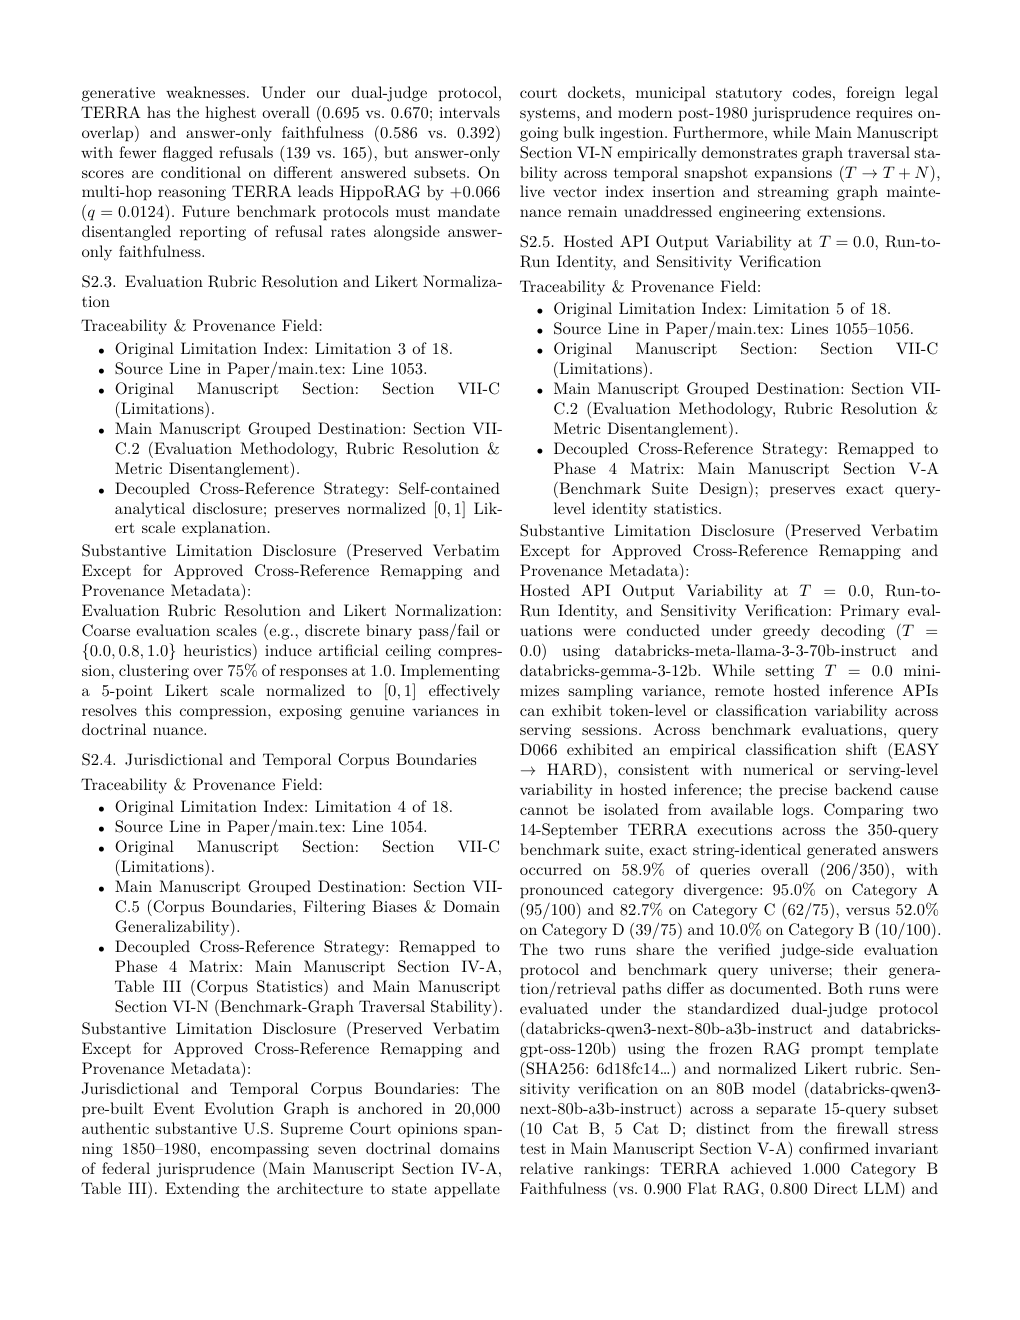 generative weaknesses. Under our dual-judge protocol,
TERRA has the highest overall (0.695 vs. 0.670; intervals
overlap) and answer-only faithfulness (0.586 vs. 0.392)
with fewer flagged refusals (139 vs. 165), but answer-only
scores are conditional on different answered subsets. On
multi-hop reasoning TERRA leads HippoRAG by +0.066
(q = 0.0124). Future benchmark protocols must mandate
disentangled reporting of refusal rates alongside answer-
only faithfulness.
S2.3. Evaluation Rubric Resolution and Likert Normaliza-
tion
Traceability & Provenance Field:
• Original Limitation Index: Limitation 3 of 18.
• Source Line in Paper/main.tex: Line 1053.
• Original Manuscript Section: Section VII-C
(Limitations).
• Main Manuscript Grouped Destination: Section VII-
C.2 (Evaluation Methodology, Rubric Resolution &
Metric Disentanglement).
• Decoupled Cross-Reference Strategy: Self-contained
analytical disclosure; preserves normalized [0, 1] Lik-
ert scale explanation.
Substantive Limitation Disclosure (Preserved Verbatim
Except for Approved Cross-Reference Remapping and
Provenance Metadata):
Evaluation Rubric Resolution and Likert Normalization:
Coarse evaluation scales (e.g., discrete binary pass/fail or
{0.0, 0.8, 1.0} heuristics) induce artificial ceiling compres-
sion, clustering over 75% of responses at 1.0. Implementing
a 5-point Likert scale normalized to [0, 1] effectively
resolves this compression, exposing genuine variances in
doctrinal nuance.
S2.4. Jurisdictional and Temporal Corpus Boundaries
Traceability & Provenance Field:
• Original Limitation Index: Limitation 4 of 18.
• Source Line in Paper/main.tex: Line 1054.
• Original Manuscript Section: Section VII-C
(Limitations).
• Main Manuscript Grouped Destination: Section VII-
C.5 (Corpus Boundaries, Filtering Biases & Domain
Generalizability).
• Decoupled Cross-Reference Strategy: Remapped to
Phase 4 Matrix: Main Manuscript Section IV-A,
Table III (Corpus Statistics) and Main Manuscript
Section VI-N (Benchmark-Graph Traversal Stability).
Substantive Limitation Disclosure (Preserved Verbatim
Except for Approved Cross-Reference Remapping and
Provenance Metadata):
Jurisdictional and Temporal Corpus Boundaries: The
pre-built Event Evolution Graph is anchored in 20,000
authentic substantive U.S. Supreme Court opinions span-
ning 1850–1980, encompassing seven doctrinal domains
of federal jurisprudence (Main Manuscript Section IV-A,
Table III). Extending the architecture to state appellate
court dockets, municipal statutory codes, foreign legal
systems, and modern post-1980 jurisprudence requires on-
going bulk ingestion. Furthermore, while Main Manuscript
Section VI-N empirically demonstrates graph traversal sta-
bility across temporal snapshot expansions (T → T + N),
live vector index insertion and streaming graph mainte-
nance remain unaddressed engineering extensions.
S2.5. Hosted API Output Variability at T = 0.0, Run-to-
Run Identity, and Sensitivity Verification
Traceability & Provenance Field:
• Original Limitation Index: Limitation 5 of 18.
• Source Line in Paper/main.tex: Lines 1055–1056.
• Original Manuscript Section: Section VII-C
(Limitations).
• Main Manuscript Grouped Destination: Section VII-
C.2 (Evaluation Methodology, Rubric Resolution &
Metric Disentanglement).
• Decoupled Cross-Reference Strategy: Remapped to
Phase 4 Matrix: Main Manuscript Section V-A
(Benchmark Suite Design); preserves exact query-
level identity statistics.
Substantive Limitation Disclosure (Preserved Verbatim
Except for Approved Cross-Reference Remapping and
Provenance Metadata):
Hosted API Output Variability at T = 0.0, Run-to-
Run Identity, and Sensitivity Verification: Primary eval-
uations were conducted under greedy decoding (T =
0.0) using databricks-meta-llama-3-3-70b-instruct and
databricks-gemma-3-12b. While setting T = 0.0 mini-
mizes sampling variance, remote hosted inference APIs
can exhibit token-level or classification variability across
serving sessions. Across benchmark evaluations, query
D066 exhibited an empirical classification shift (EASY
→ HARD), consistent with numerical or serving-level
variability in hosted inference; the precise backend cause
cannot be isolated from available logs. Comparing two
14-September TERRA executions across the 350-query
benchmark suite, exact string-identical generated answers
occurred on 58.9% of queries overall (206/350), with
pronounced category divergence: 95.0% on Category A
(95/100) and 82.7% on Category C (62/75), versus 52.0%
on Category D (39/75) and 10.0% on Category B (10/100).
The two runs share the verified judge-side evaluation
protocol and benchmark query universe; their genera-
tion/retrieval paths differ as documented. Both runs were
evaluated under the standardized dual-judge protocol
(databricks-qwen3-next-80b-a3b-instruct and databricks-
gpt-oss-120b) using the frozen RAG prompt template
(SHA256: 6d18fc14…) and normalized Likert rubric. Sen-
sitivity verification on an 80B model (databricks-qwen3-
next-80b-a3b-instruct) across a separate 15-query subset
(10 Cat B, 5 Cat D; distinct from the firewall stress
test in Main Manuscript Section V-A) confirmed invariant
relative rankings: TERRA achieved 1.000 Category B
Faithfulness (vs. 0.900 Flat RAG, 0.800 Direct LLM) and